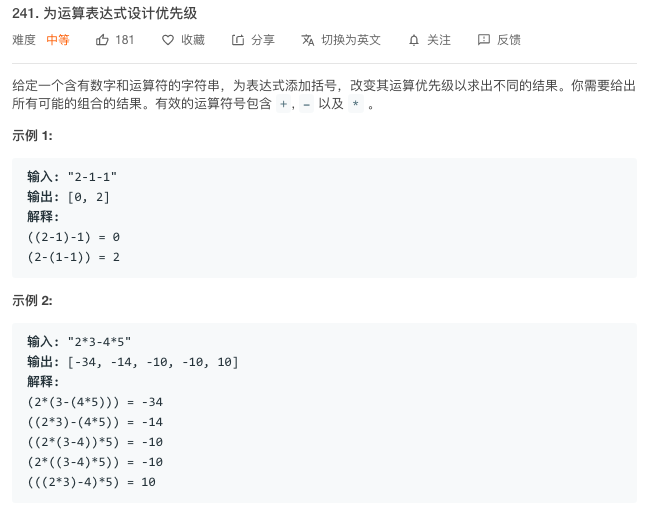 241. 为运算表达式设计优先级
难度 中等 181 收藏 分享 切换为英文 关注 反馈
给定一个含有数字和运算符的字符串，为表达式添加括号，改变其运算优先级以求出不同的结果。你需要给出
所有可能的组合的结果。有效的运算符号包含 +, - 以及 * 。
示例 1:
输入: "2-1-1"
输出: [0, 2]
解释:
((2-1)-1) = 0
(2-(1-1)) = 2
示例 2:
输入: "2*3-4*5"
输出: [-34, -14, -10, -10, 10]
解释:
(2*(3-(4*5))) = -34
((2*3)-(4*5)) = -14
((2*(3-4))*5) = -10
(2*((3-4)*5)) = -10
(((2*3)-4)*5) = 10